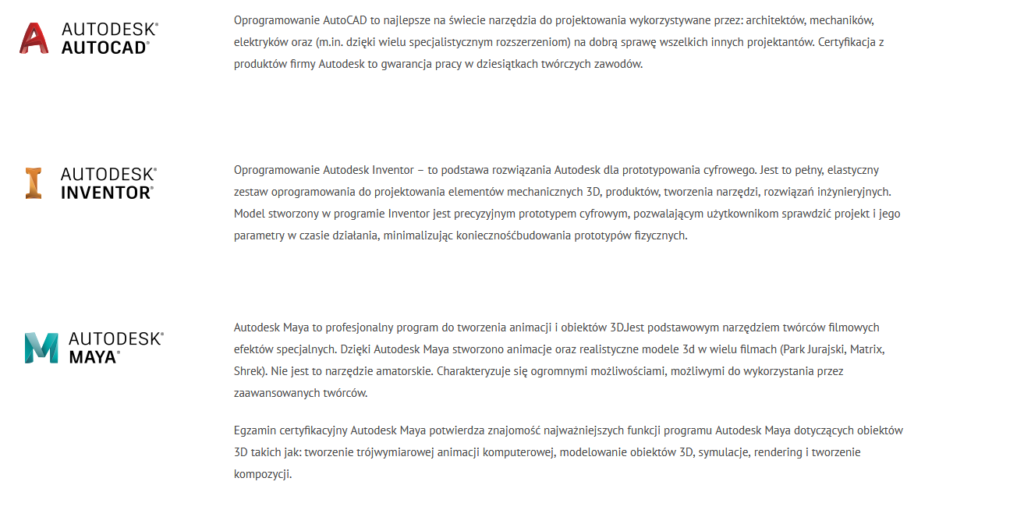 AUTODESK®
AUTOCAD®
Oprogramowanie AutoCAD to najlepsze na świecie narzędzia do projektowania wykorzystywane przez: architektów, mechaników,
elektryków oraz (m.in. dzięki wielu specjalistycznym rozszerzeniom) na dobrą sprawę wszelkich innych projektantów. Certyfikacja z
produktów firmy Autodesk to gwarancja pracy w dziesiątkach twórczych zawodów.
AUTODESK®
INVENTOR®
Oprogramowanie Autodesk Inventor – to podstawa rozwiązania Autodesk dla prototypowania cyfrowego. Jest to pełny, elastyczny
zestaw oprogramowania do projektowania elementów mechanicznych 3D, produktów, tworzenia narzędzi, rozwiązań inżynieryjnych.
Model stworzony w programie Inventor jest precyzyjnym prototypem cyfrowym, pozwalającym użytkownikom sprawdzić projekt i jego
parametry w czasie działania, minimalizując koniecznośćbudowania prototypów fizycznych.
AUTODESK®
MAYA®
Autodesk Maya to profesjonalny program do tworzenia animacji i obiektów 3D.Jest podstawowym narzędziem twórców filmowych
efektów specjalnych. Dzięki Autodesk Maya stworzono animacje oraz realistyczne modele 3d w wielu filmach (Park Jurajski, Matrix,
Shrek). Nie jest to narzędzie amatorskie. Charakteryzuje się ogromnymi możliwościami, możliwymi do wykorzystania przez
zaawansowanych twórców.
Egzamin certyfikacyjny Autodesk Maya potwierdza znajomość najważniejszych funkcji programu Autodesk Maya dotyczących obiektów
3D takich jak: tworzenie trójwymiarowej animacji komputerowej, modelowanie obiektów 3D, symulacje, rendering i tworzenie
kompozycji.